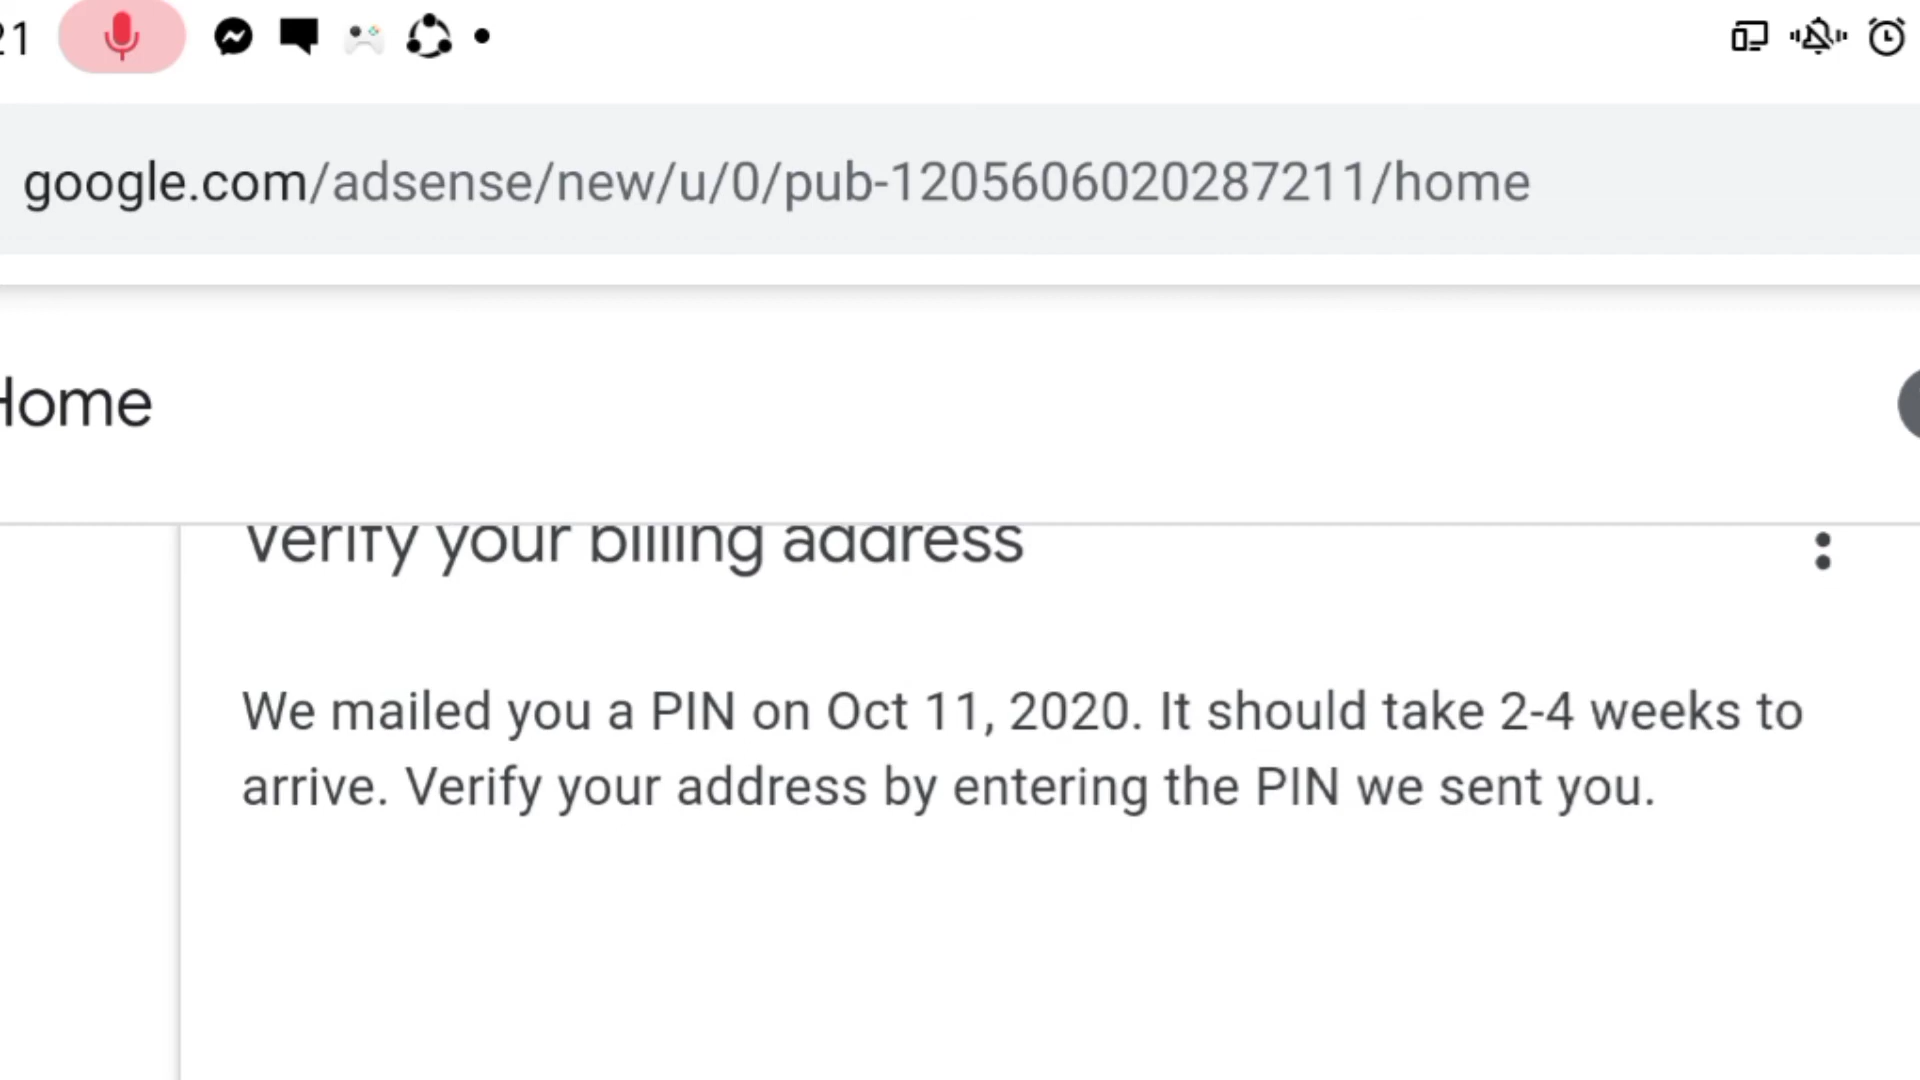 21
google.com/adsense/new/u/0/pub-1205606020287211/home
Home
Verify your billing address
We mailed you a PIN on Oct 11, 2020. It should take 2-4 weeks to
arrive. Verify your address by entering the PIN we sent you.